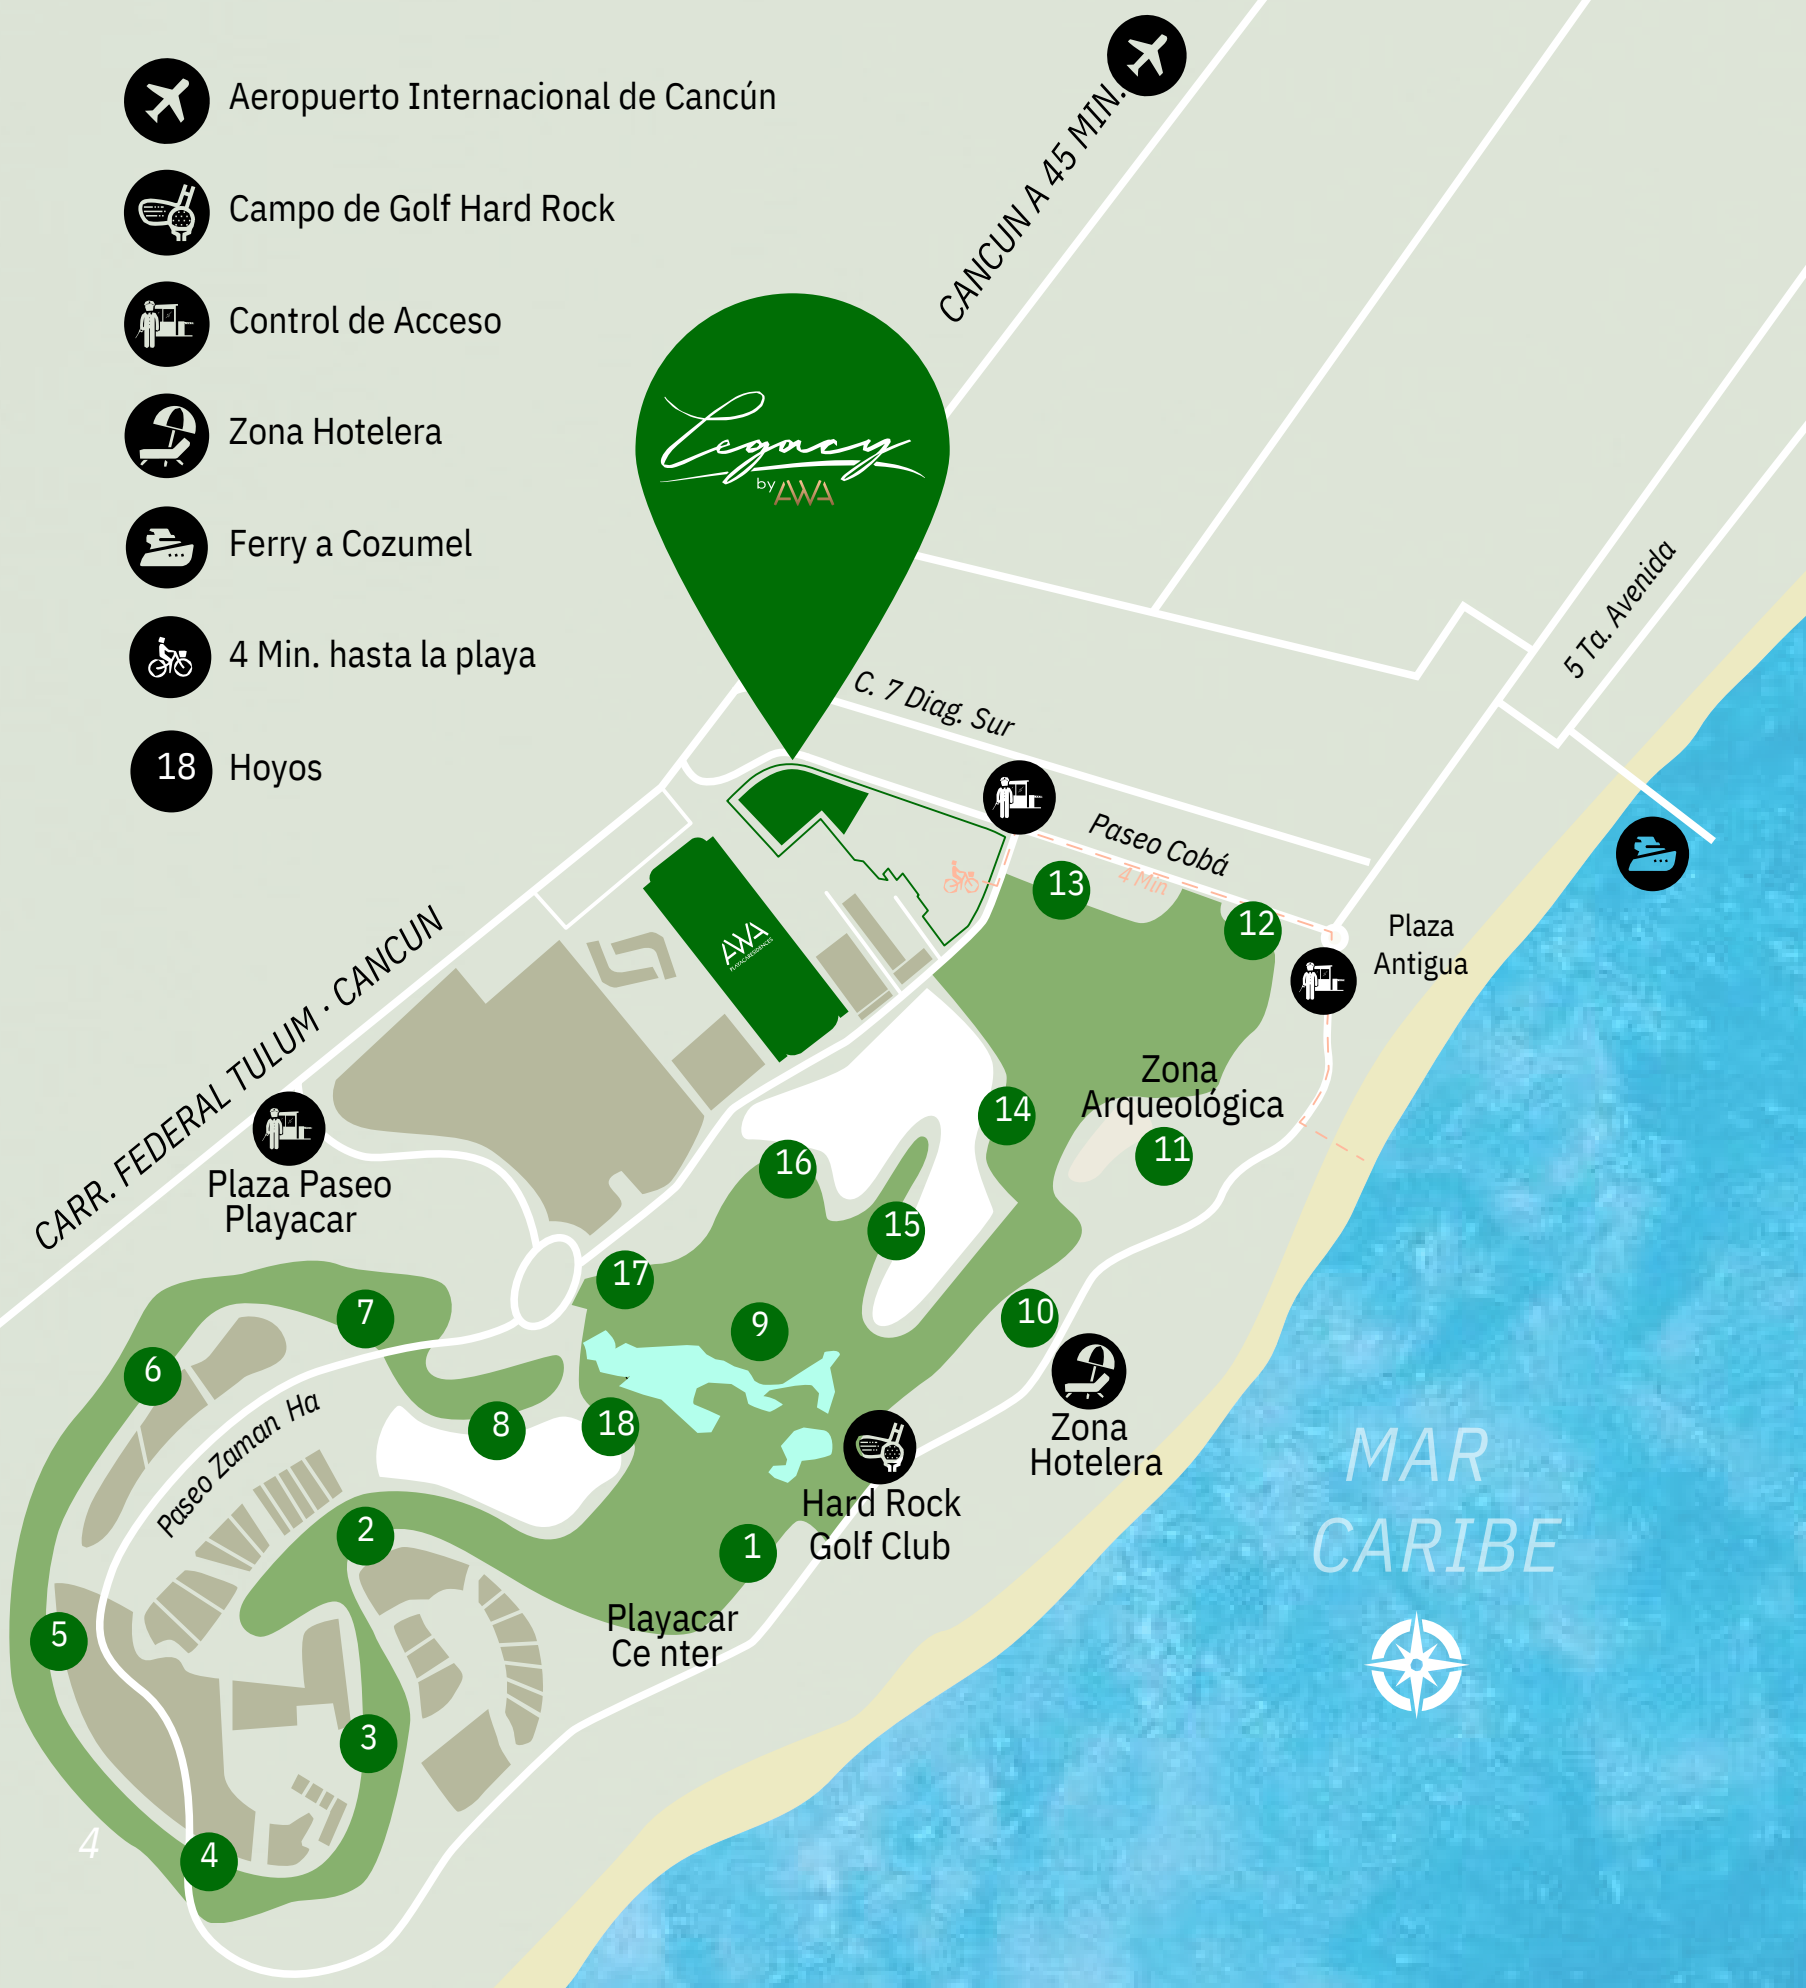 Aeropuerto Internacional de Cancún
Campo de Golf Hard Rock
Control de Acceso
Zona Hotelera
Ferry a Cozumel
4 Min. hasta la playa
18 Hoyos
CANCUN A 45 MIN.
Legacy
by AWA
5 Ta. Avenida
C. 7 Diag. Sur
Paseo Cobá
4 Min
13
12
Plaza
Antigua
AWA
PLAYACAR RESIDENCES
CARR. FEDERAL TULUM · CANCUN
Zona
Arqueológica
14
11
16
Plaza Paseo
Playacar
15
17
7
10
9
6
Paseo Zaman Ha
8
18
Zona
Hotelera
MAR
CARIBE
Hard Rock
Golf Club
2
1
Playacar
Ce nter
5
3
4
4